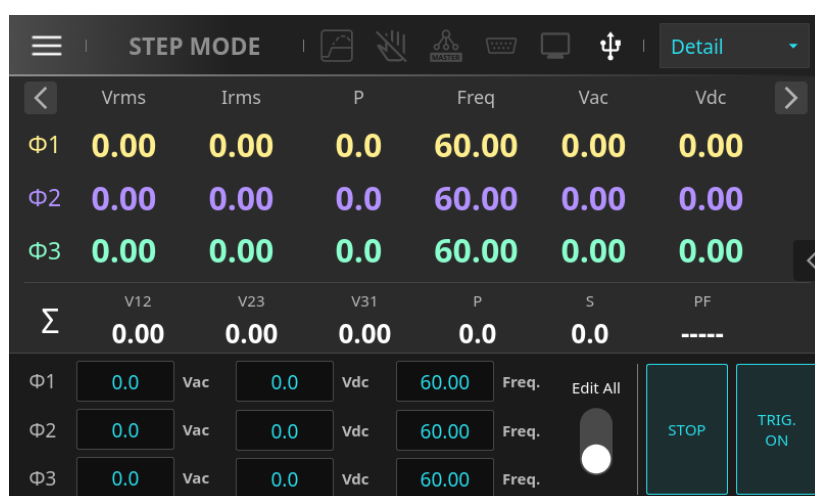 STEP MODE MASTER Detail
Vrms Irms P Freq Vac Vdc
Φ1 0.00 0.00 0.0 60.00 0.00 0.00
Φ2 0.00 0.00 0.0 60.00 0.00 0.00
Φ3 0.00 0.00 0.0 60.00 0.00 0.00
V12 V23 V31 P S PF
Σ 0.00 0.00 0.00 0.0 0.0 -----
Φ1 0.0 Vac 0.0 Vdc 60.00 Freq. Edit All
Φ2 0.0 Vac 0.0 Vdc 60.00 Freq. STOP TRIG. ON
Φ3 0.0 Vac 0.0 Vdc 60.00 Freq.